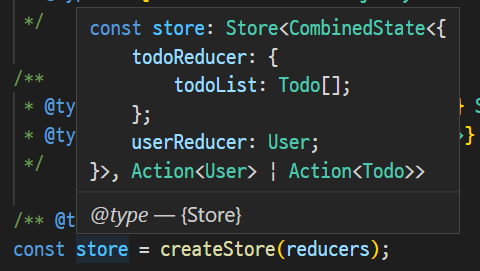 const store: Store<CombinedState<{
*/
todoReducer: {
todoList: Todo[];
/**
};
* @ty } S
userReducer: User;
* @ty >}
}>, Action<User> | Action<Todo>>
*/
@type — {Store}
/** @t
const store = createStore(reducers);